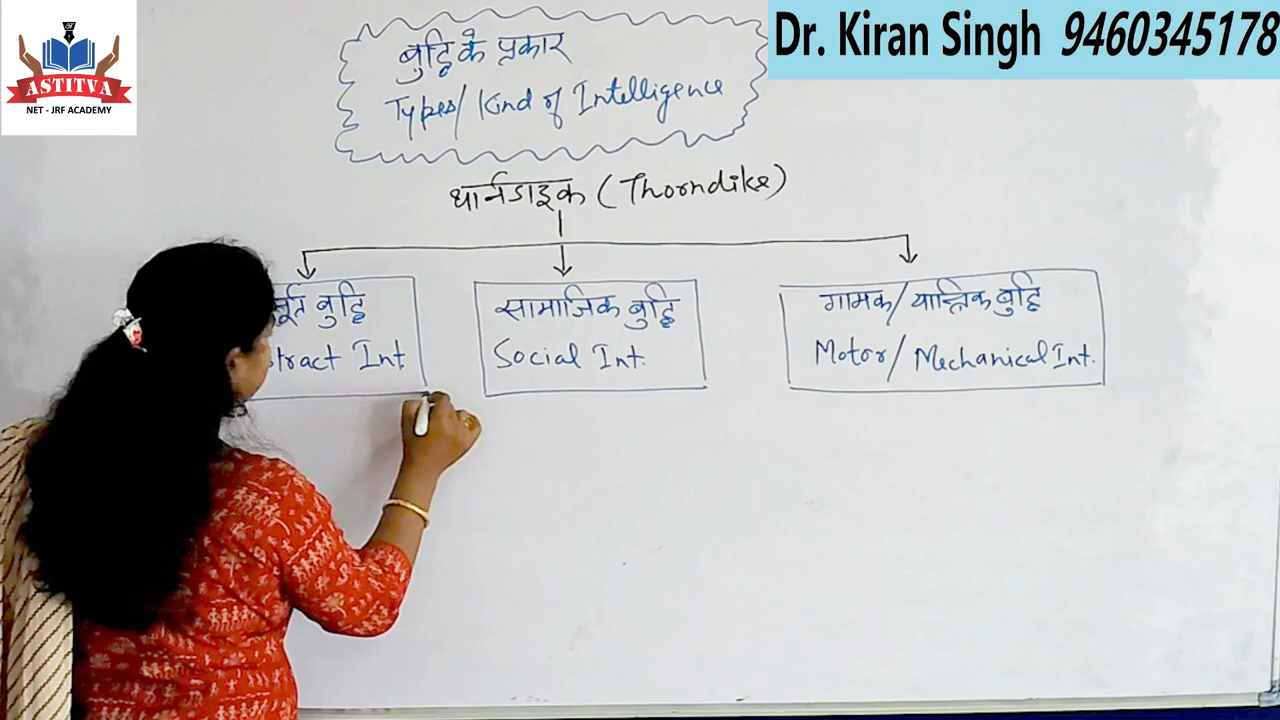 Dr. Kiran Singh 9460345178
ASTITVA
NET - JRF ACADEMY
बुद्धि के प्रकार
Types/ Kind of Intelligence
थार्नडाइक (Thorndike)
बुद्धि
सामाजिक बुद्धि
गामक/यान्त्रिक बुद्धि
Int.
Social Int.
Motor/ Mechanical Int.